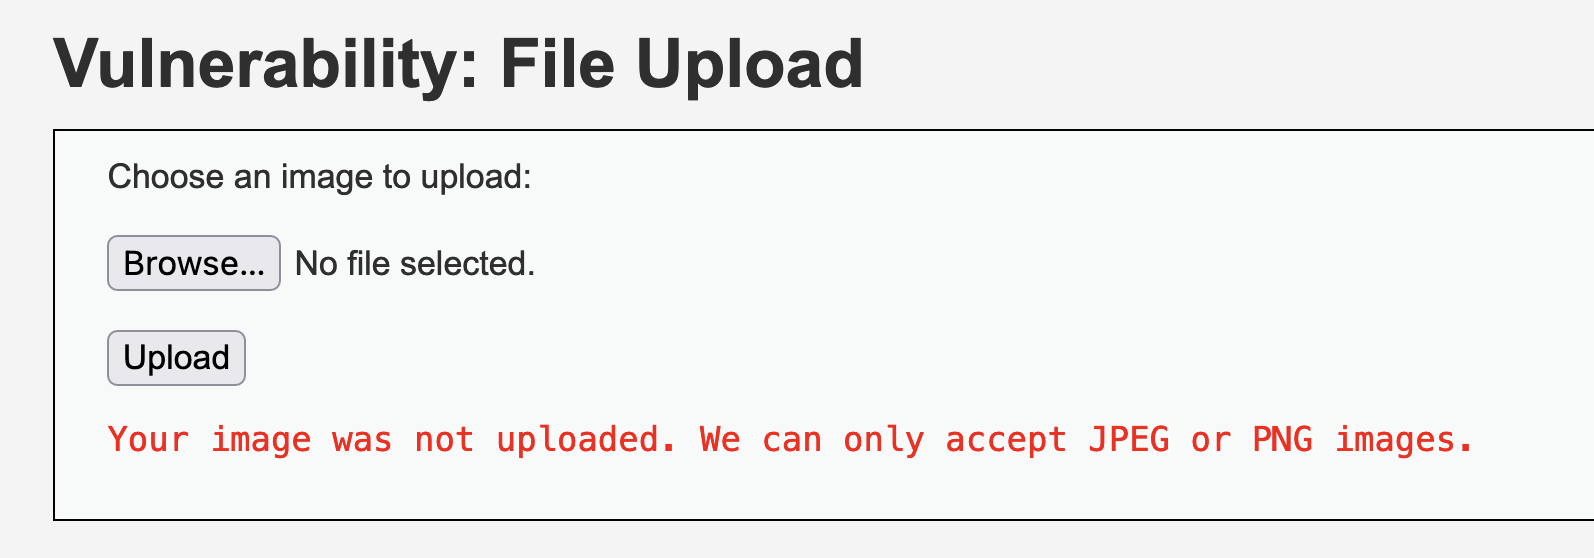 Vulnerability: File Upload
Choose an image to upload:
Browse... No file selected.
Upload
Your image was not uploaded. We can only accept JPEG or PNG images.